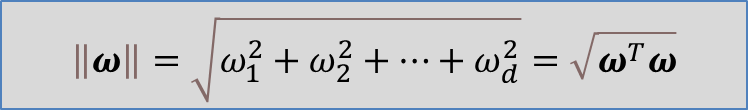 ‖𝝎‖ = √(ω₁² + ω₂² + ⋯ + ω_d²) = √(𝝎ᵀ𝝎)